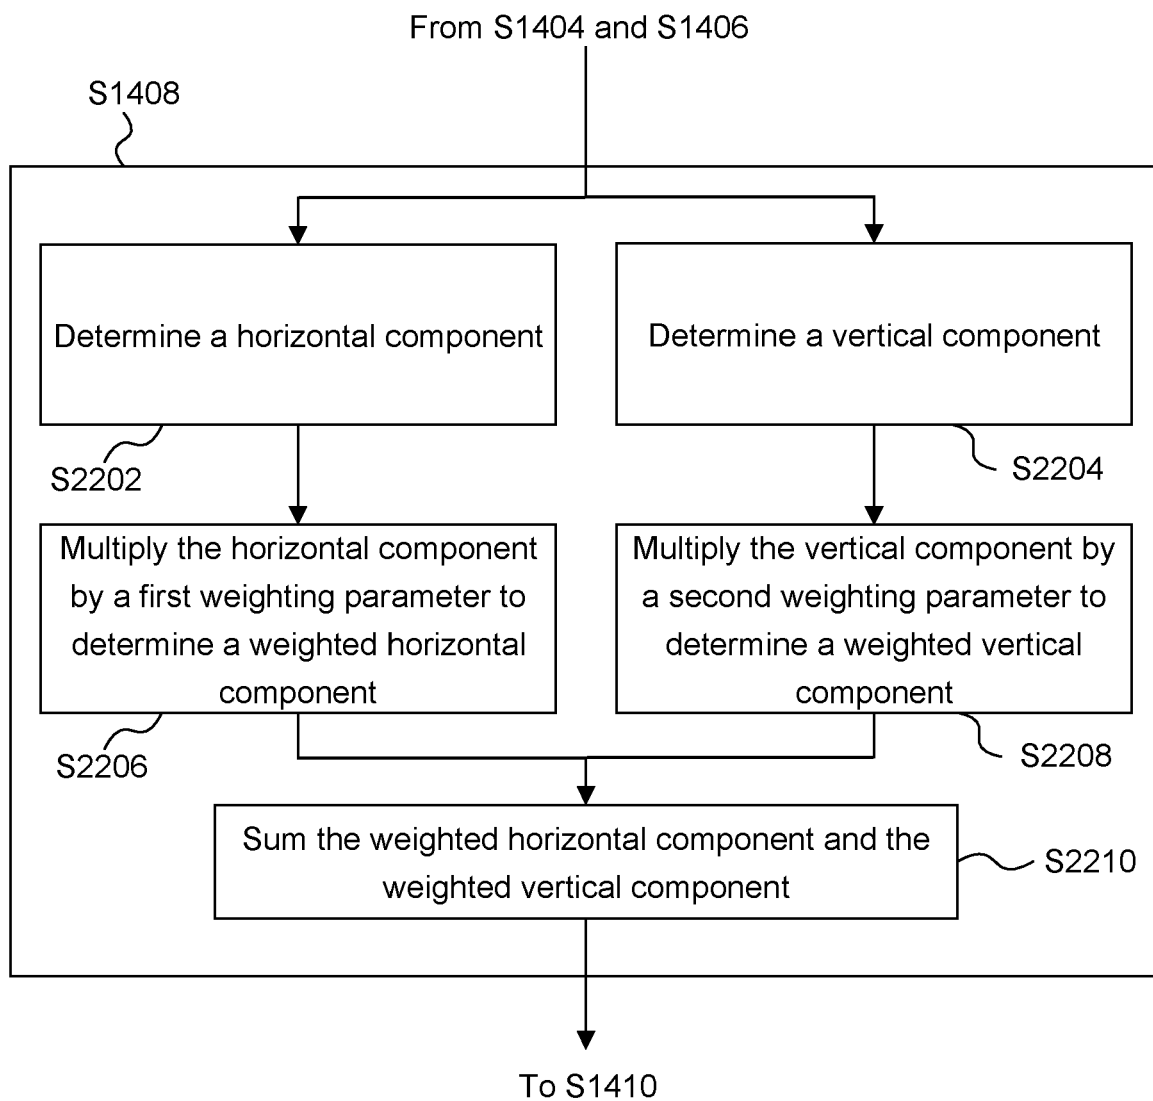 From S1404 and S1406
S1408
Determine a horizontal component
Determine a vertical component
S2202
S2204
Multiply the horizontal component
by a first weighting parameter to
determine a weighted horizontal
component
Multiply the vertical component by
a second weighting parameter to
determine a weighted vertical
component
S2206
S2208
Sum the weighted horizontal component and the
weighted vertical component
S2210
To S1410